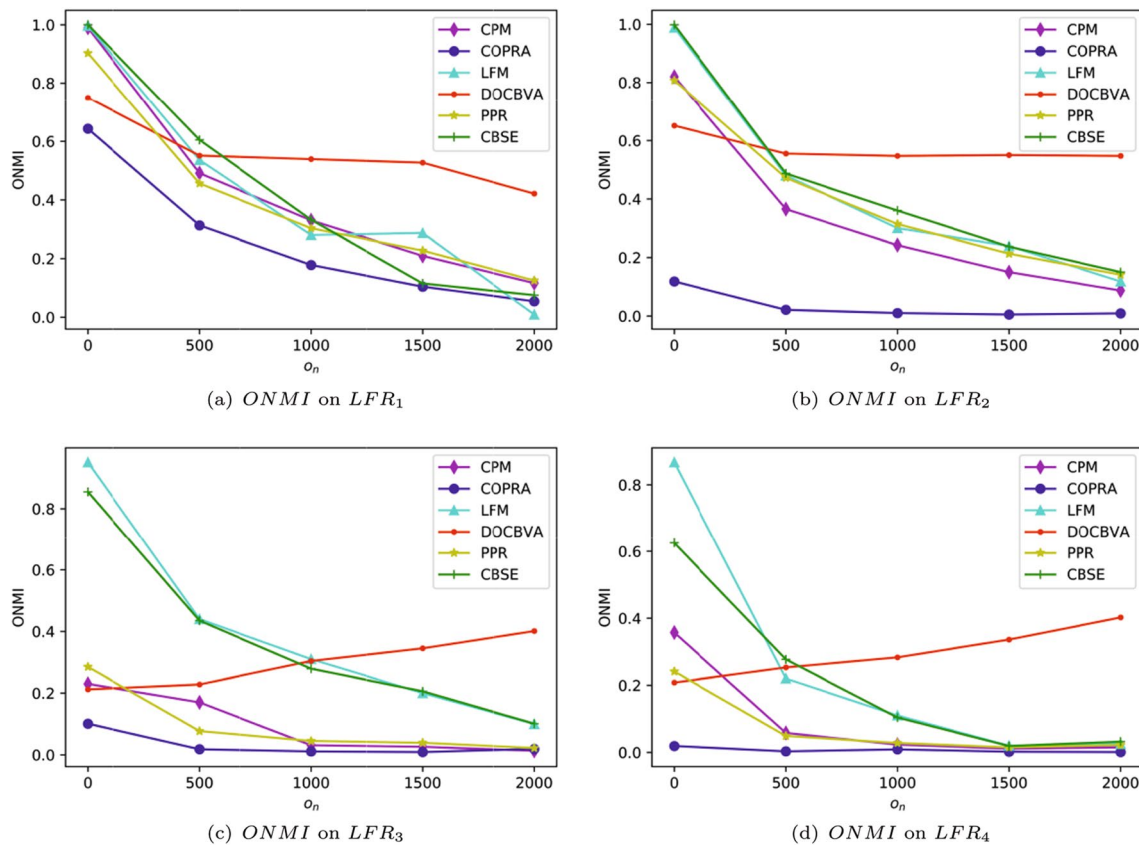 1.0
0.8
0.6
0.4
0.2
0.0
ONMI
0 500 1000 1500 2000
oₙ
CPM
COPRA
LFM
DOCBVA
PPR
CBSE
(a) ONMI on LFR₁
1.0
0.8
0.6
0.4
0.2
0.0
ONMI
0 500 1000 1500 2000
oₙ
CPM
COPRA
LFM
DOCBVA
PPR
CBSE
(b) ONMI on LFR₂
0.8
0.6
0.4
0.2
0.0
ONMI
0 500 1000 1500 2000
oₙ
CPM
COPRA
LFM
DOCBVA
PPR
CBSE
(c) ONMI on LFR₃
0.8
0.6
0.4
0.2
0.0
ONMI
0 500 1000 1500 2000
oₙ
CPM
COPRA
LFM
DOCBVA
PPR
CBSE
(d) ONMI on LFR₄